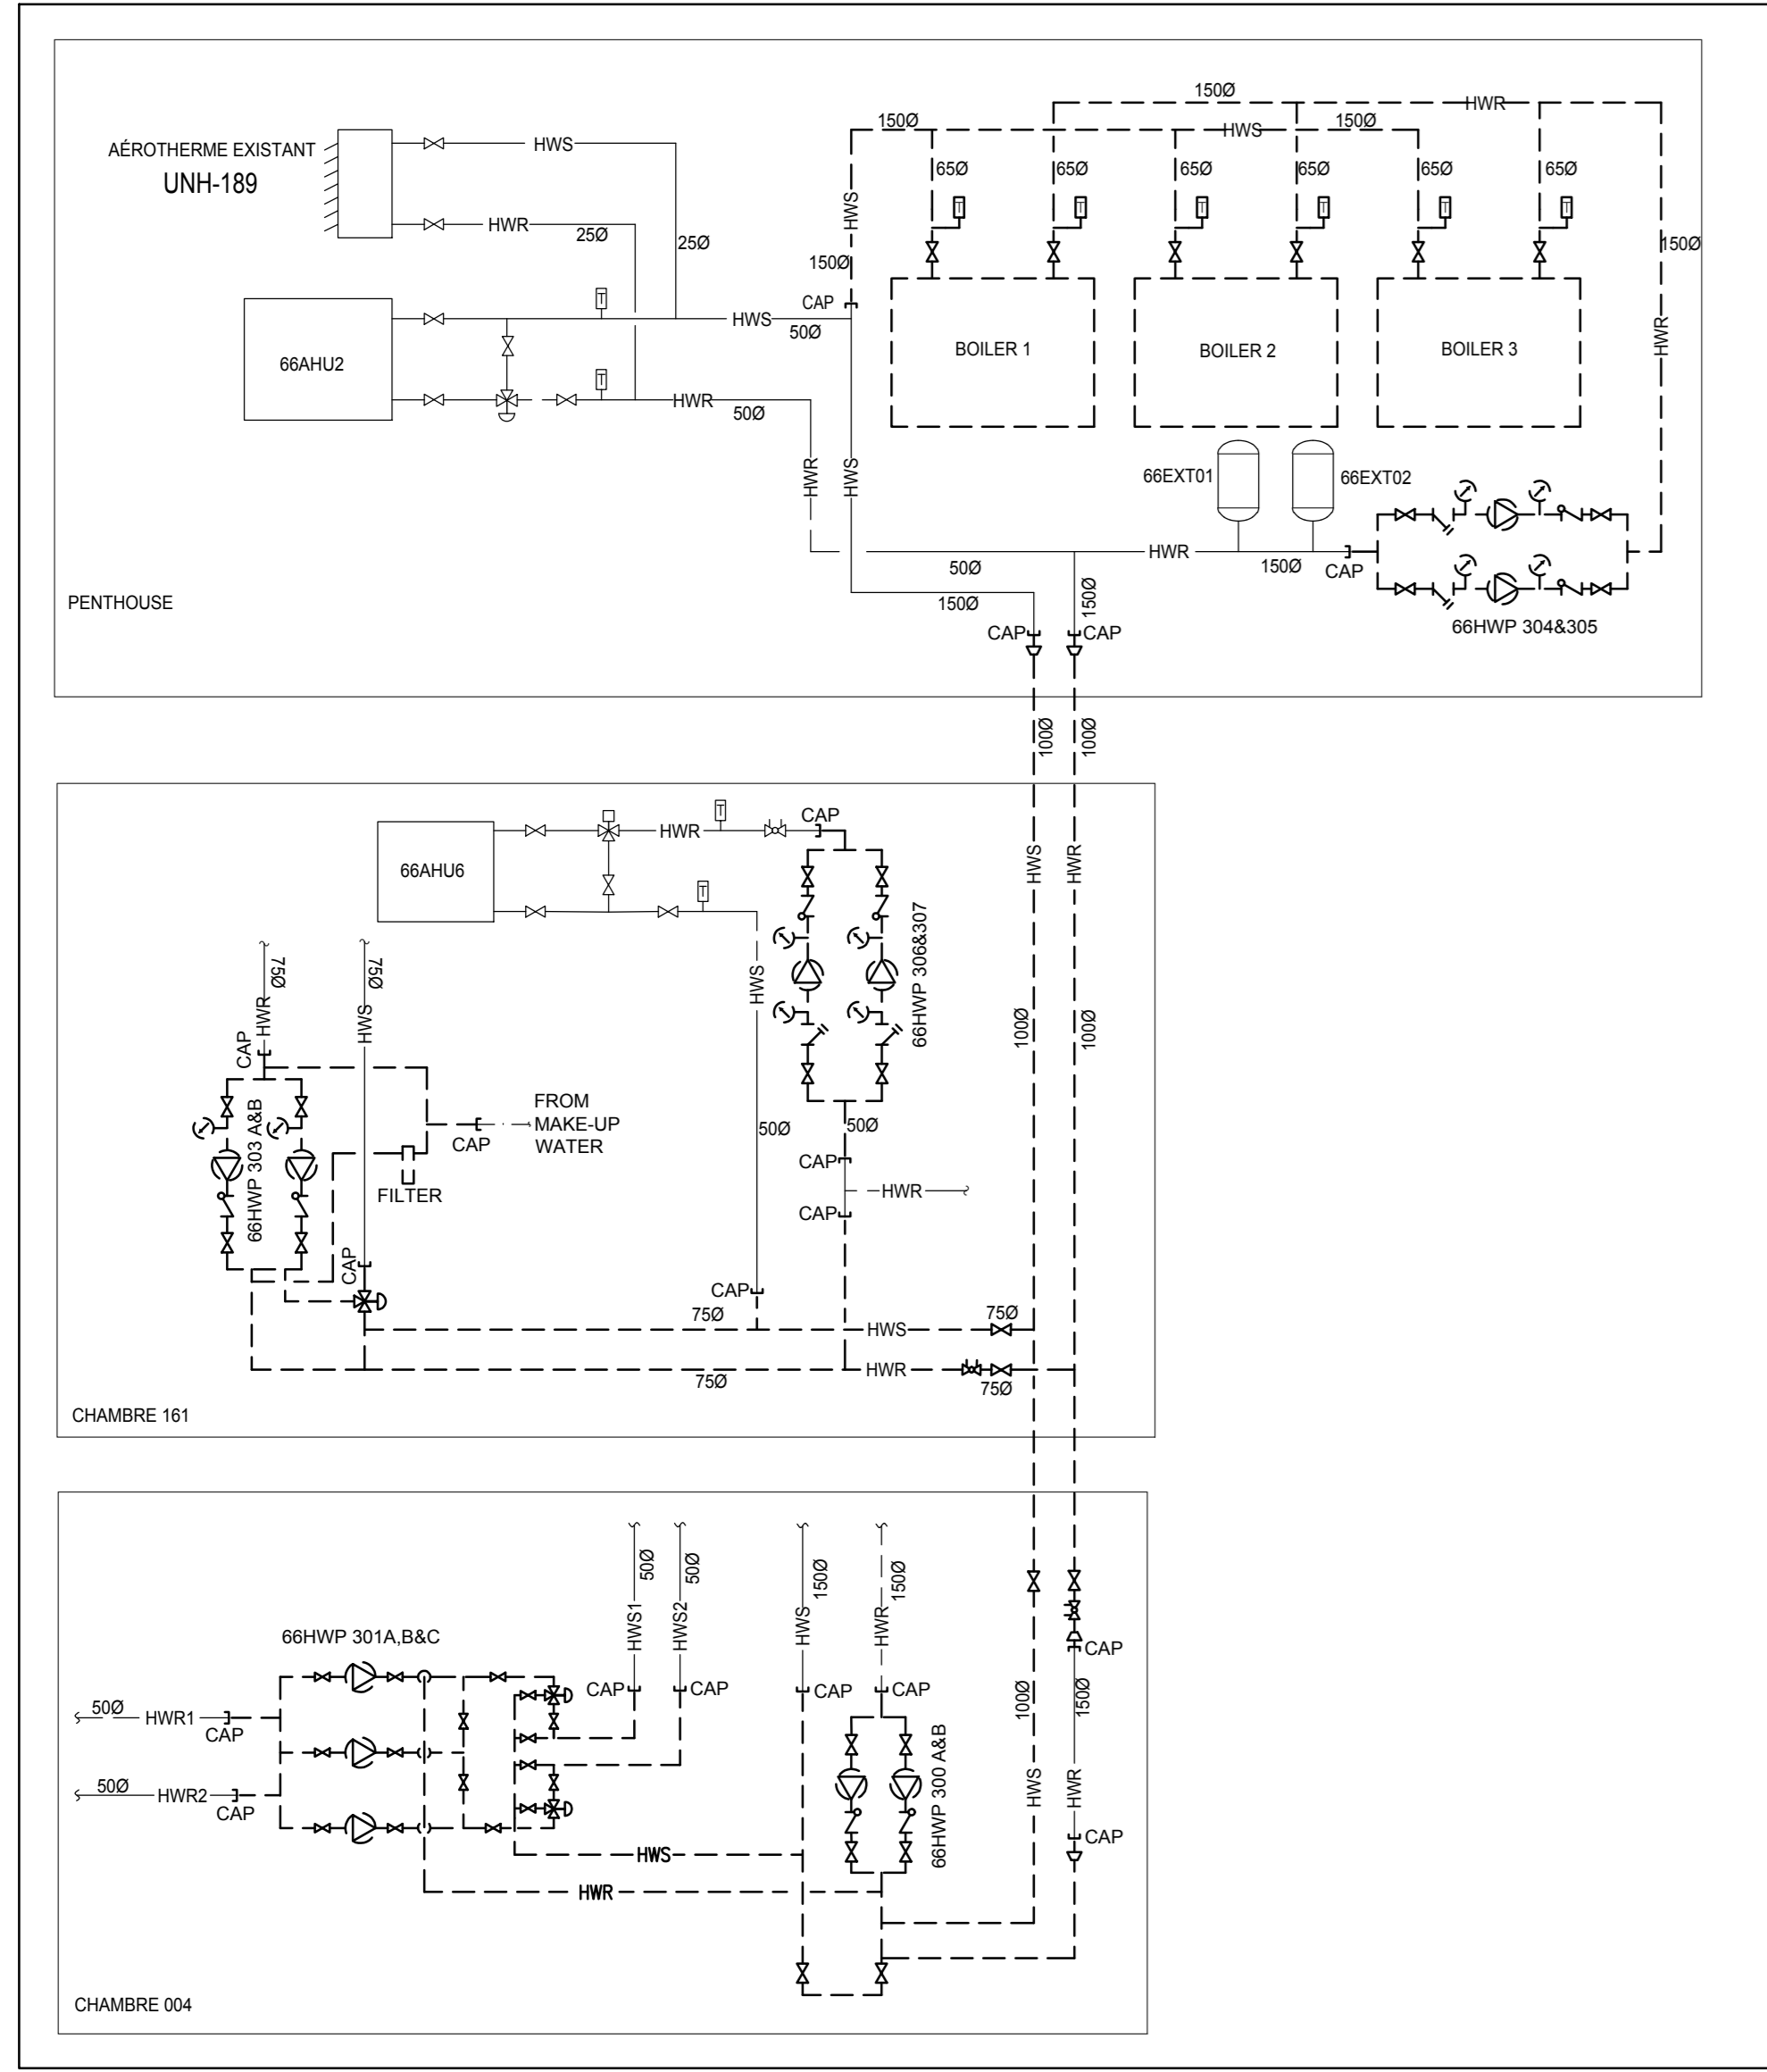 150Ø
HWR
150Ø
HWS
150Ø
AÉROTHERME EXISTANT
UNH-189
HWS
HWR
25Ø
25Ø
65Ø
65Ø
65Ø
65Ø
65Ø
65Ø
T
T
T
T
T
T
HWS
150Ø
150Ø
HWR
CAP
T
HWS
50Ø
66AHU2
T
HWR
50Ø
BOILER 1
BOILER 2
BOILER 3
HWR
HWS
66EXT01
66EXT02
HWR
50Ø
150Ø
CAP
150Ø
150Ø
CAP
CAP
66HWP 304&305
PENTHOUSE
100Ø
100Ø
CAP
T
HWR
66AHU6
T
HWS
HWR
66HWP 306&307
75Ø
75Ø
HWR
HWS
HWS
CAP
100Ø
100Ø
66HWP 303 A&B
FROM
MAKE-UP
WATER
CAP
FILTER
50Ø
50Ø
CAP
HWR
CAP
CAP
CAP
75Ø
HWS
75Ø
HWR
75Ø
75Ø
CHAMBRE 161
50Ø
50Ø
150Ø
150Ø
HWS1
HWS2
HWS
HWR
66HWP 301A,B&C
CAP
CAP
CAP
CAP
CAP
50Ø
HWR1
CAP
100Ø
150Ø
50Ø
HWR2
CAP
HWS
HWR
66HWP 300 A&B
CAP
HWS
HWR
CHAMBRE 004